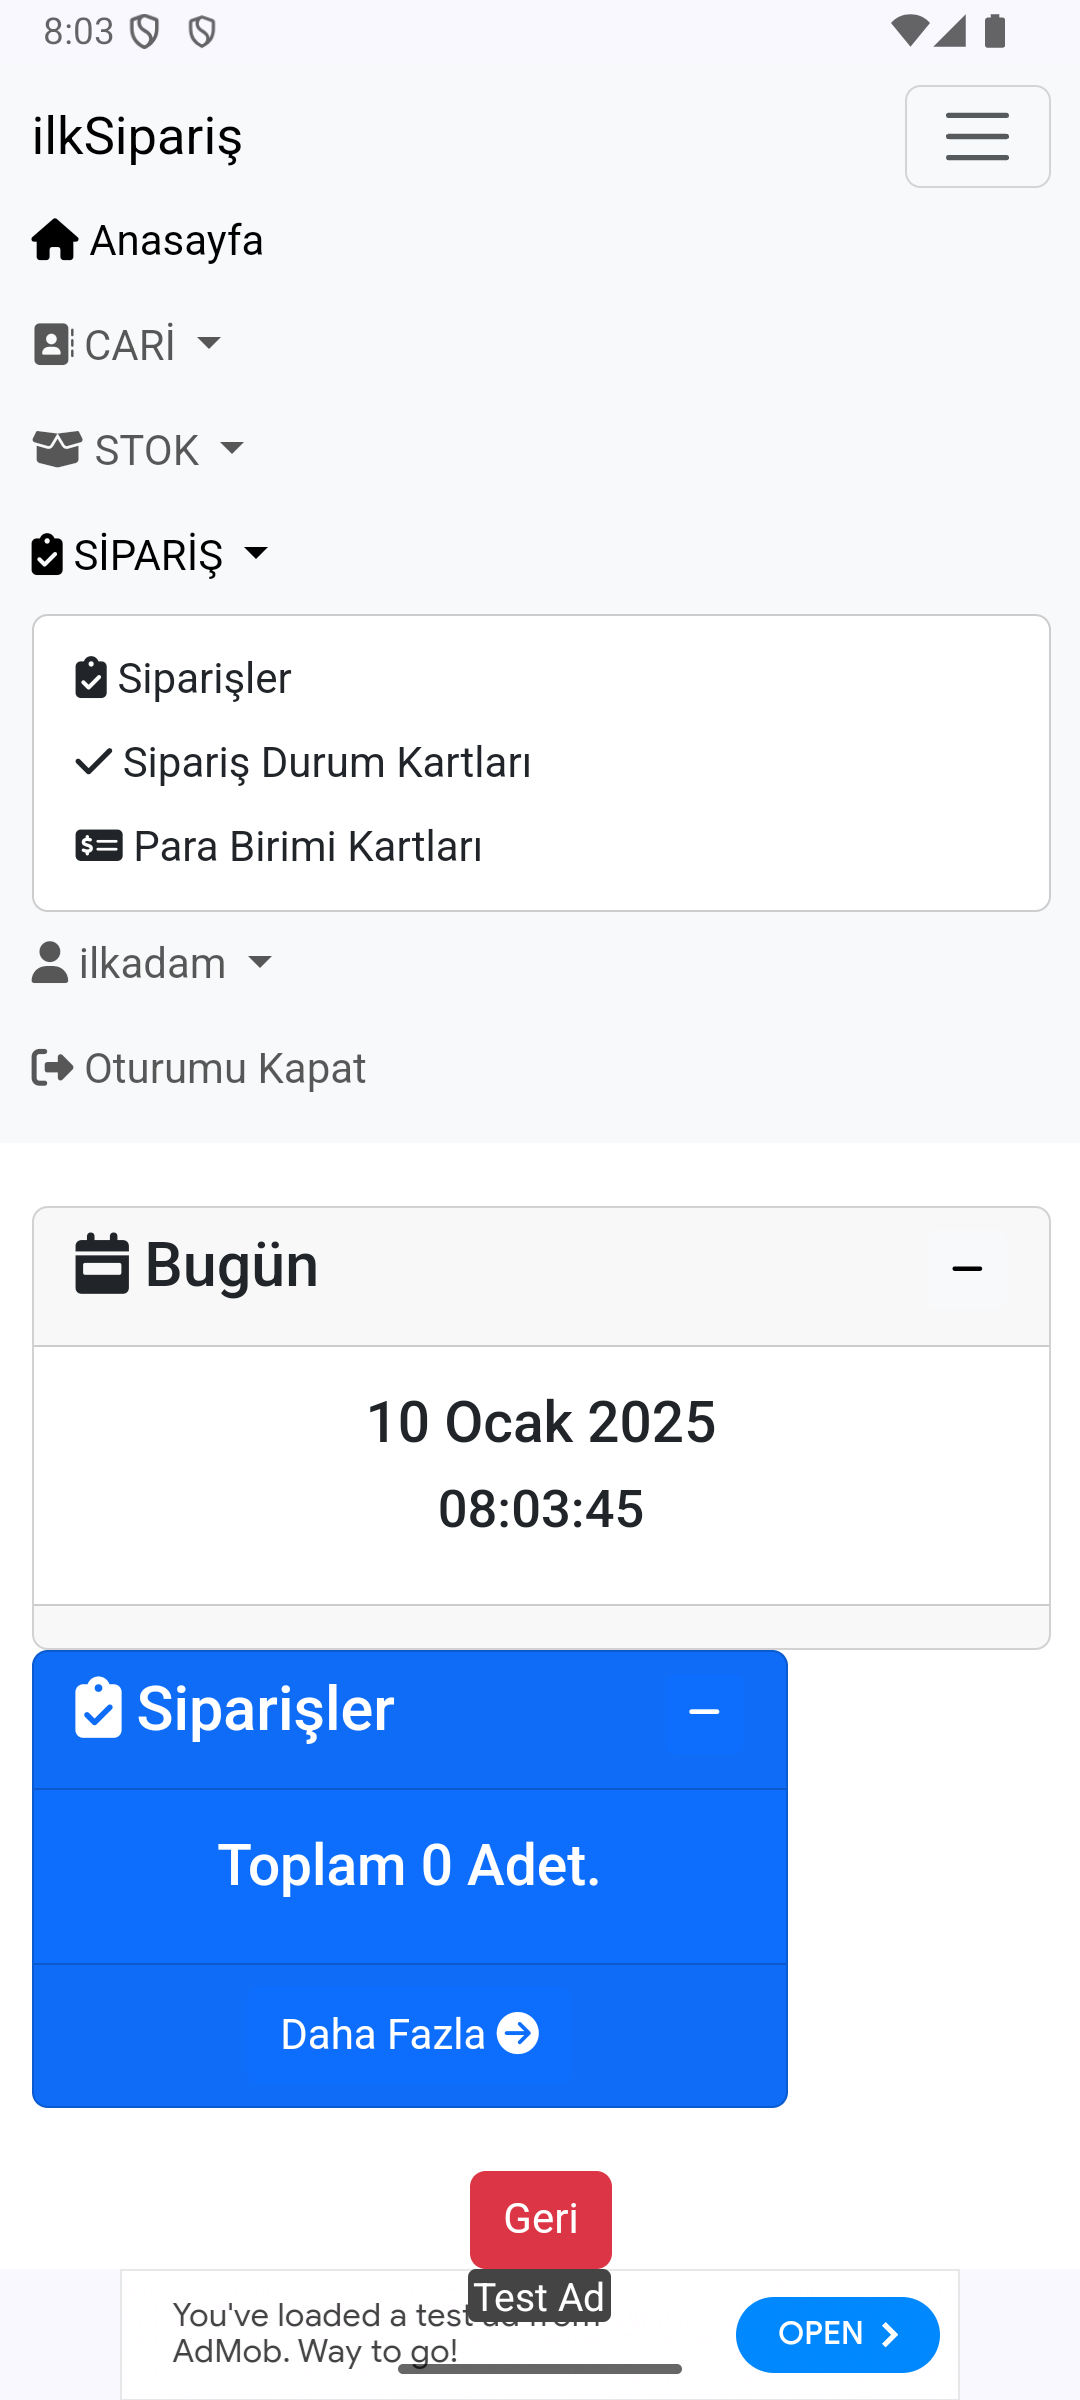 8:03
ilkSipariş
Anasayfa
CARİ
STOK
SİPARİŞ
Siparişler
Sipariş Durum Kartları
Para Birimi Kartları
ilkadam
Oturumu Kapat
Bugün
10 Ocak 2025
08:03:45
Siparişler
Toplam 0 Adet.
Daha Fazla
Geri
Test Ad
You've loaded a test ad from
AdMob. Way to go!
OPEN